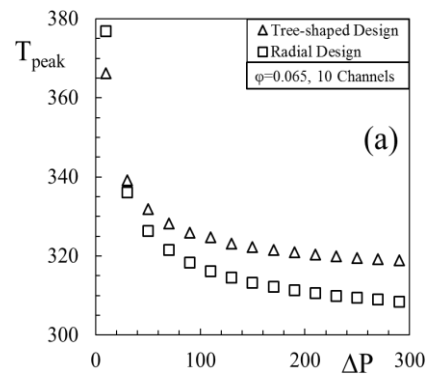 380
T_peak
△ Tree-shaped Design
□ Radial Design
φ=0.065, 10 Channels
360
(a)
340
320
300
0
100
200
300
ΔP